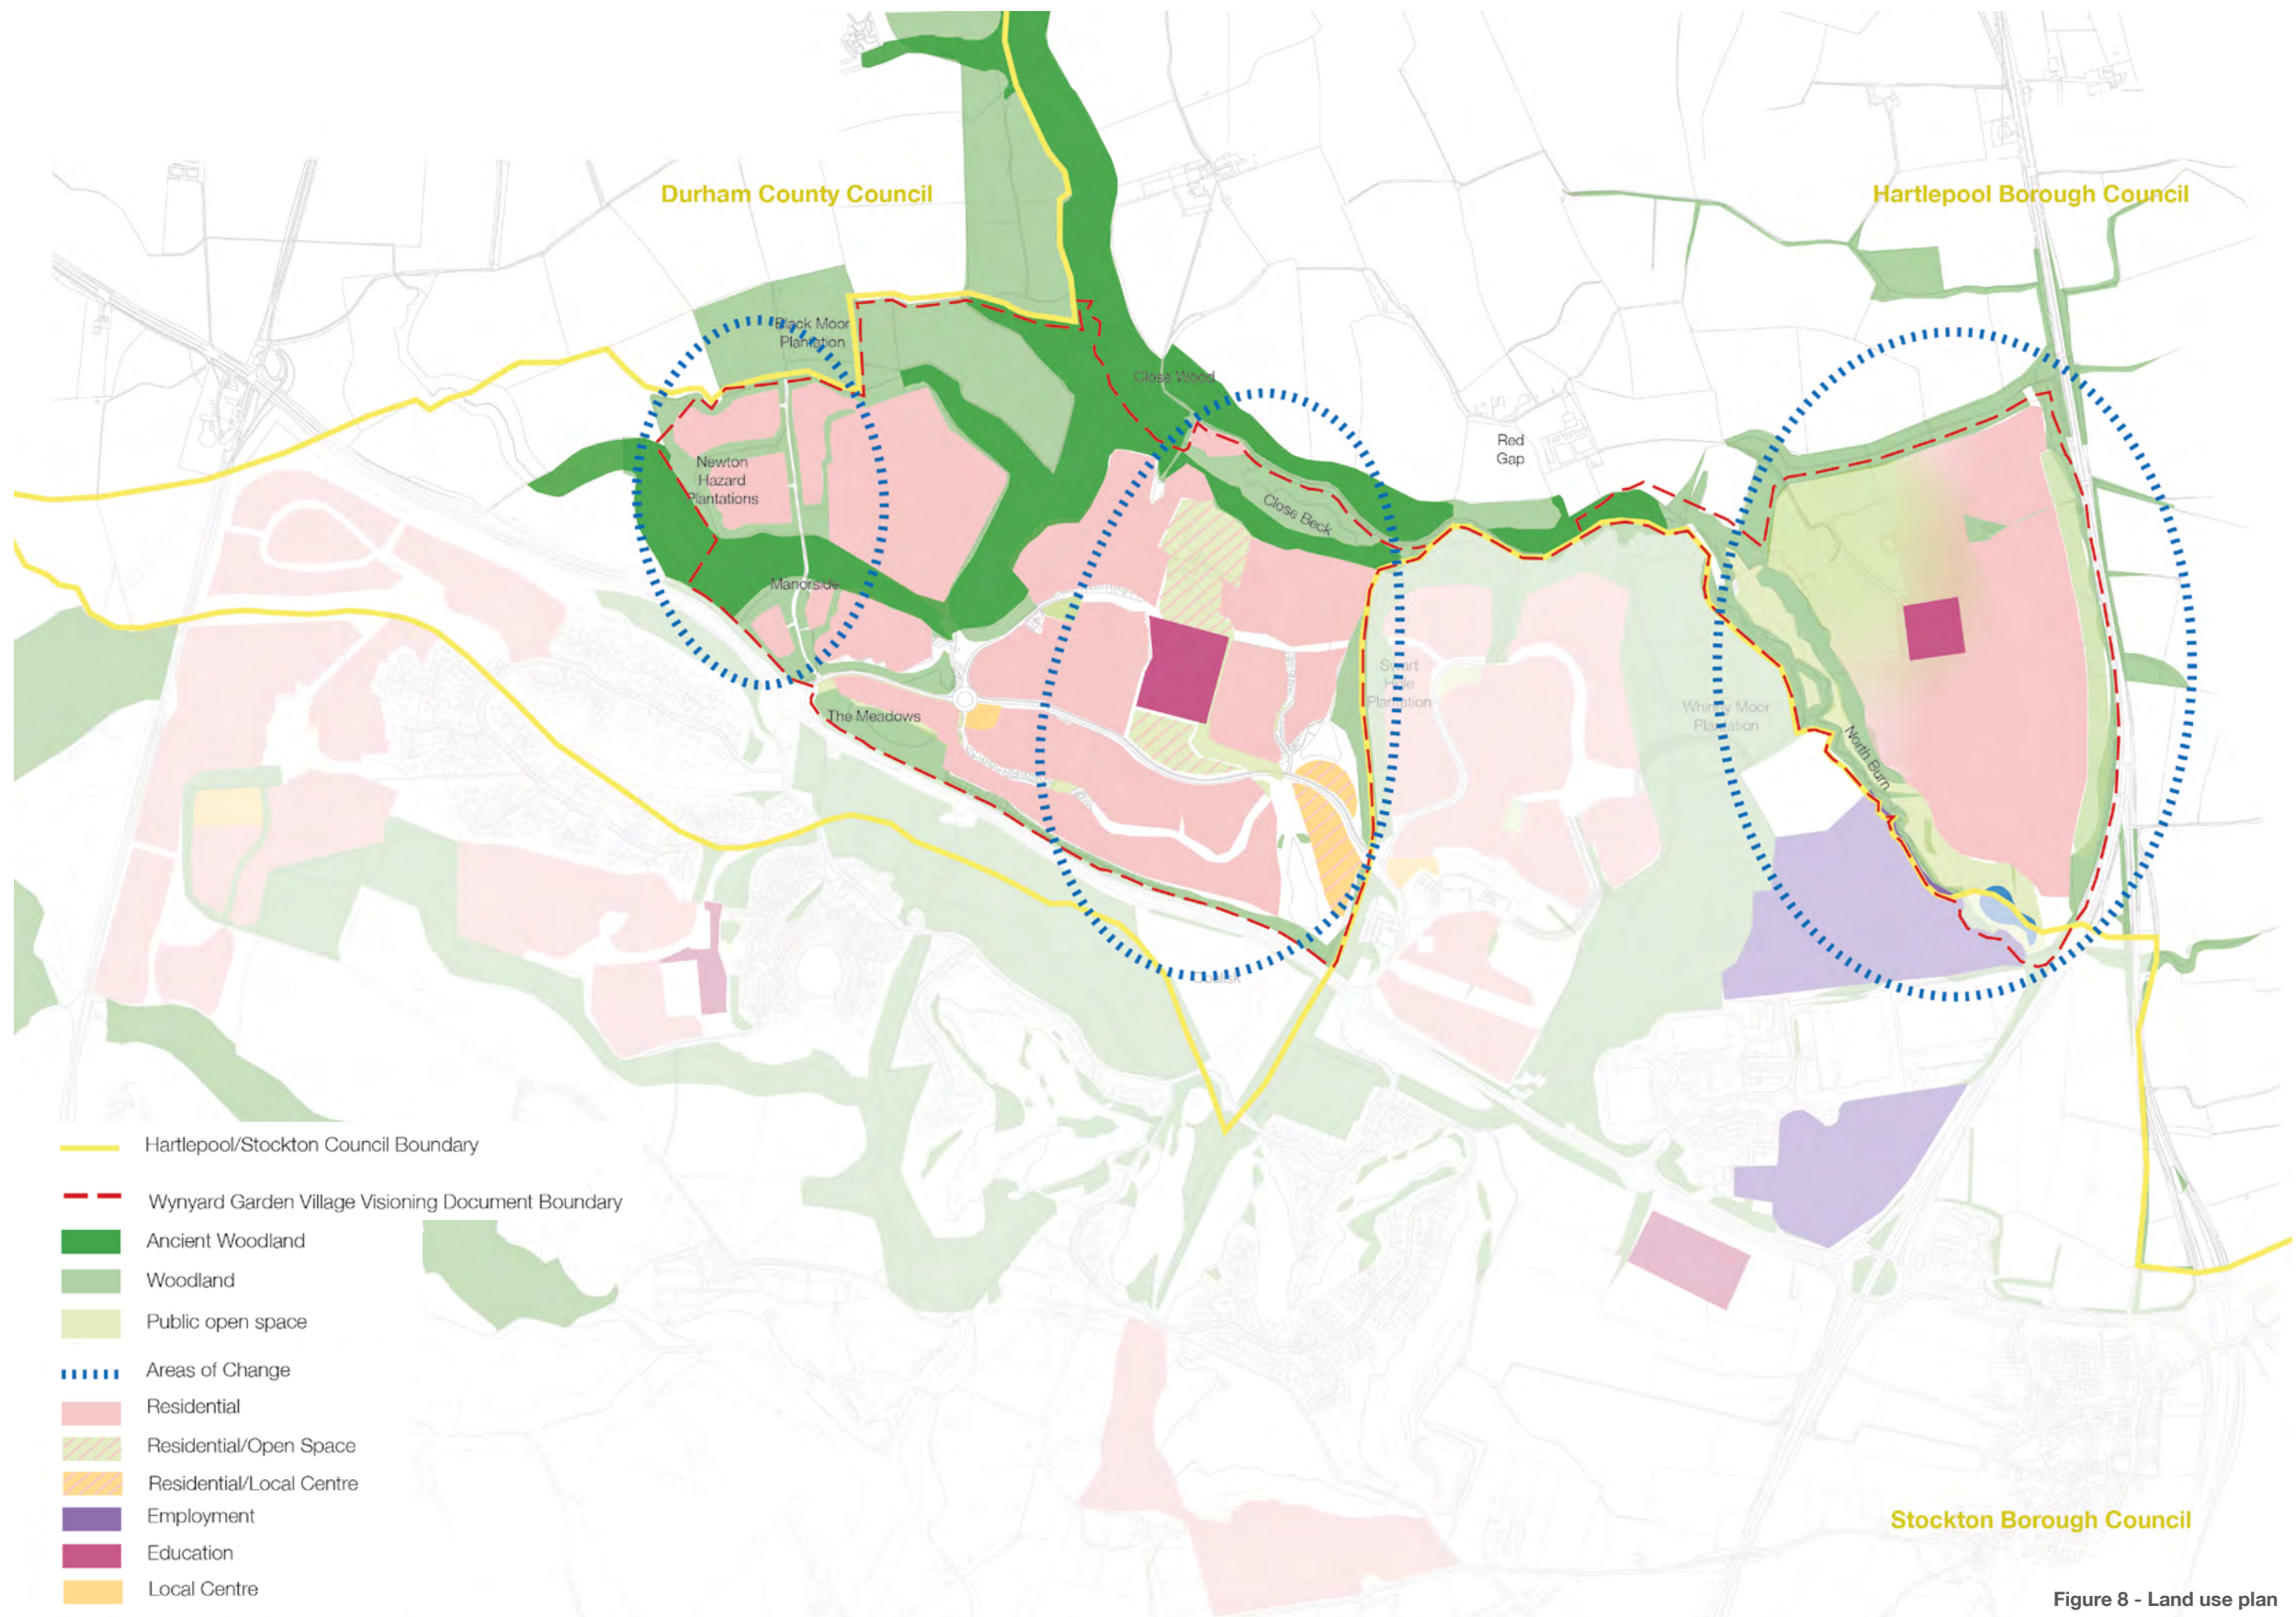 Durham County Council
Hartlepool Borough Council
Black Moor
Plantation
Close Wood
Red
Gap
Newton
Hazard
Plantations
Close Beck
Manorside
Swart
Hole
Plantation
Whinny Moor
Plantation
The Meadows
North Burn
Hartlepool/Stockton Council Boundary
Wynyard Garden Village Visioning Document Boundary
Ancient Woodland
Woodland
Public open space
Areas of Change
Residential
Residential/Open Space
Residential/Local Centre
Employment
Education
Local Centre
Stockton Borough Council
Figure 8 - Land use plan